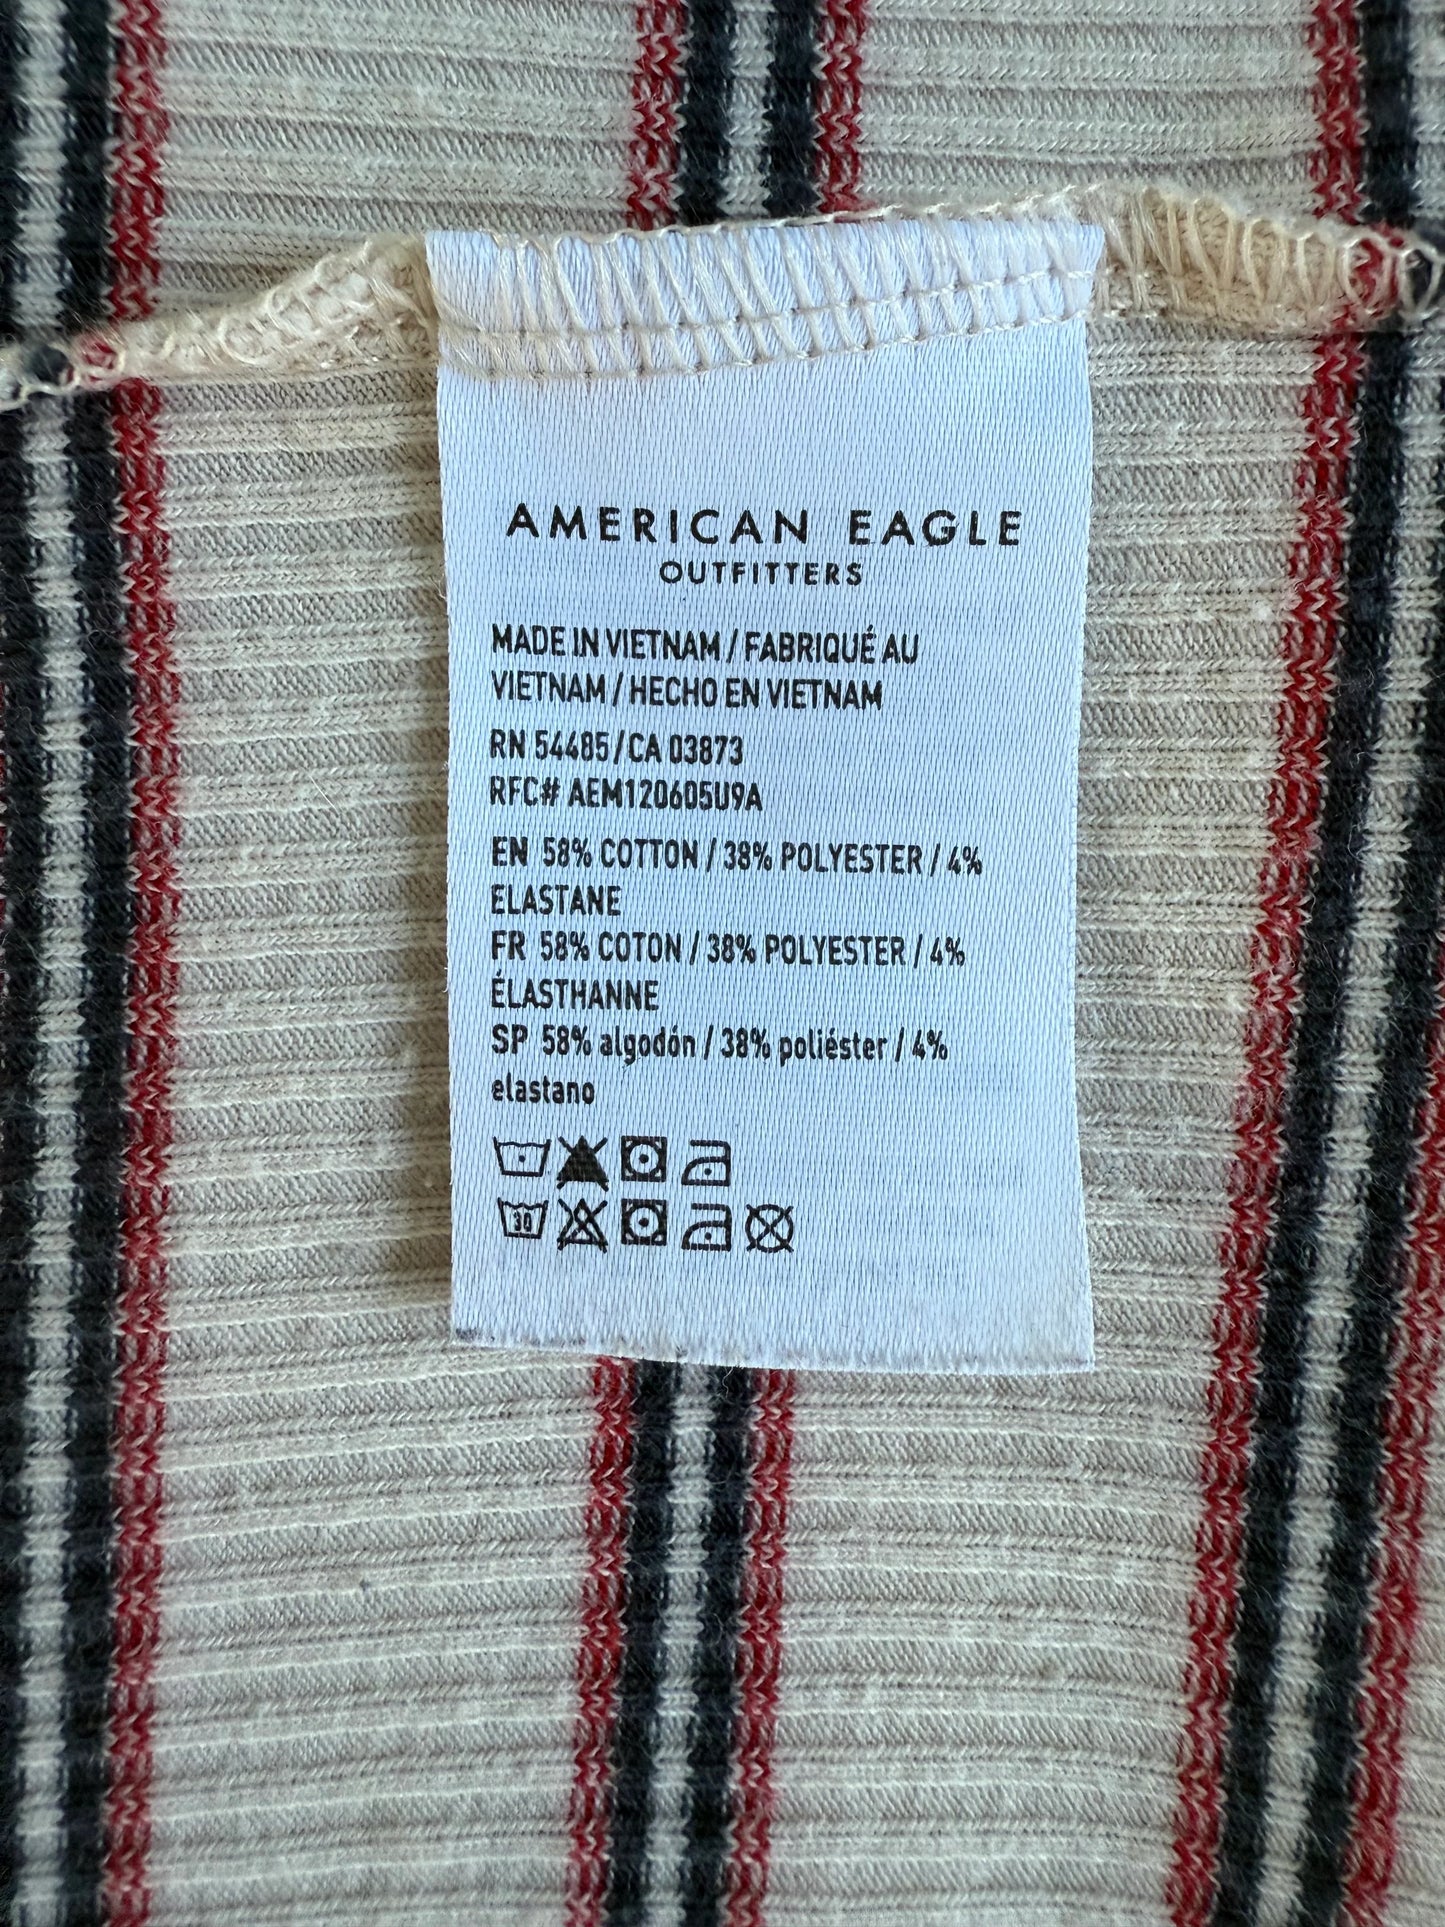 AMERICAN EAGLE
OUTFITTERS
MADE IN VIETNAM / FABRIQUÉ AU
VIETNAM / HECHO EN VIETNAM
RN 54485/CA 03873
RFC# AEM120605U9A
EN 58% COTTON / 38% POLYESTER / 4%
ELASTANE
FR 58% COTON / 38% POLYESTER / 4%
ÉLASTHANNE
SP 58% algodón / 38% poliéster / 4%
elastano
30